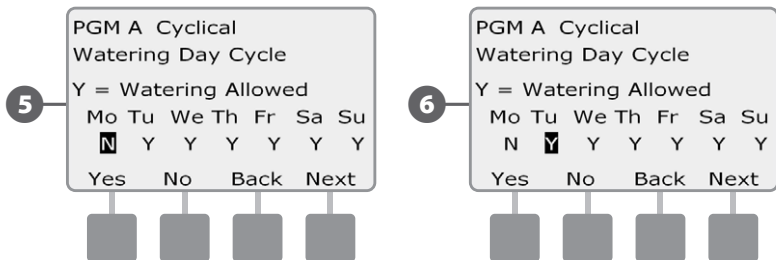 5
PGM A Cyclical
Watering Day Cycle
Y = Watering Allowed
Mo Tu We Th Fr Sa Su
N Y Y Y Y Y Y
Yes No Back Next
6
PGM A Cyclical
Watering Day Cycle
Y = Watering Allowed
Mo Tu We Th Fr Sa Su
N Y Y Y Y Y Y
Yes No Back Next